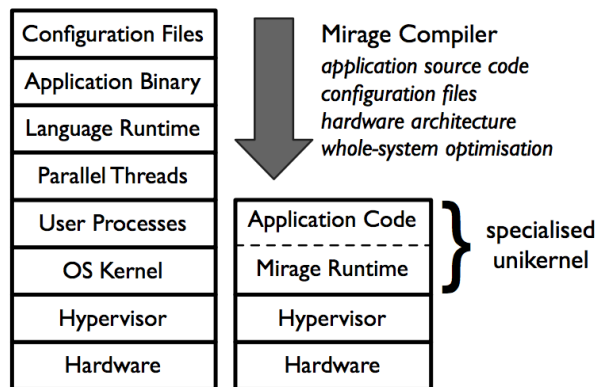 Configuration Files
Application Binary
Language Runtime
Parallel Threads
User Processes
OS Kernel
Hypervisor
Hardware
Mirage Compiler
application source code
configuration files
hardware architecture
whole-system optimisation
Application Code
Mirage Runtime
Hypervisor
Hardware
specialised
unikernel